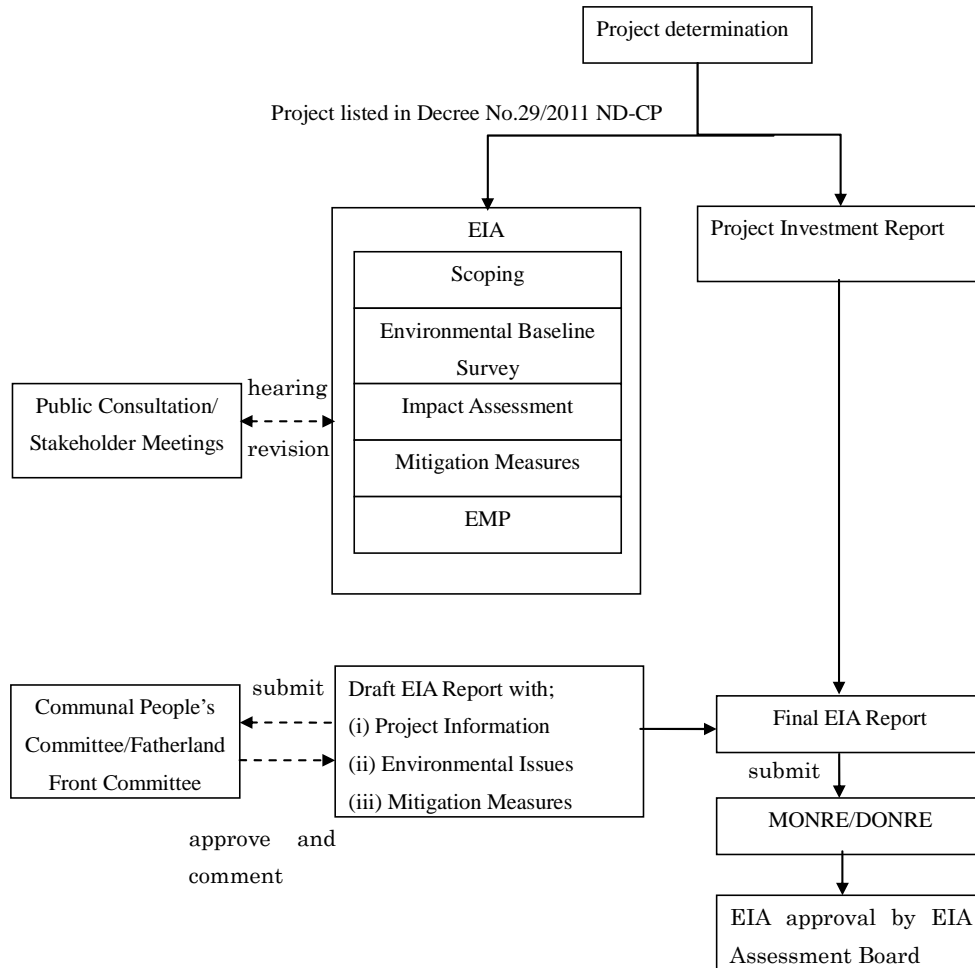 Project determination
Project listed in Decree No.29/2011 ND-CP
EIA
Scoping
Environmental Baseline
Survey
Impact Assessment
Mitigation Measures
EMP
Project Investment Report
hearing
Public Consultation/
Stakeholder Meetings
revision
submit
Communal People's
Committee/Fatherland
Front Committee
approve and
comment
Draft EIA Report with;
(i) Project Information
(ii) Environmental Issues
(iii) Mitigation Measures
Final EIA Report
submit
MONRE/DONRE
EIA approval by EIA
Assessment Board